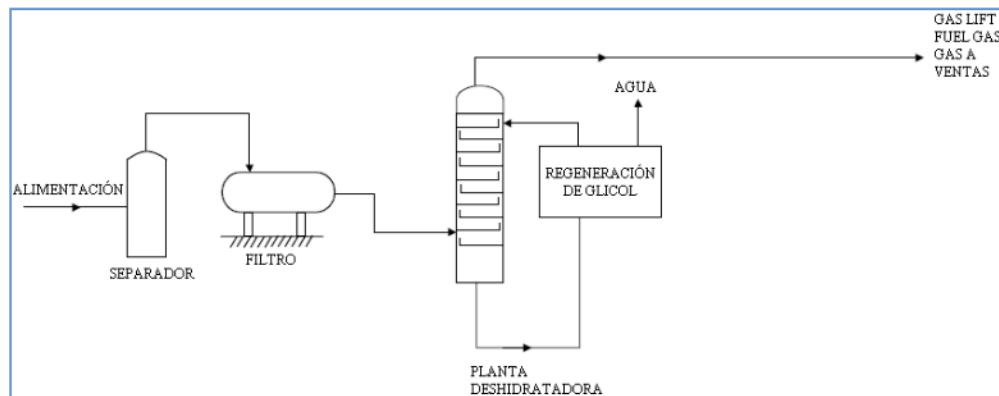 GAS LIFT
FUEL GAS
GAS A
VENTAS
AGUA
REGENERACIÓN
DE GLICOL
ALIMENTACIÓN
FILTRO
SEPARADOR
PLANTA
DESHIDRATADORA